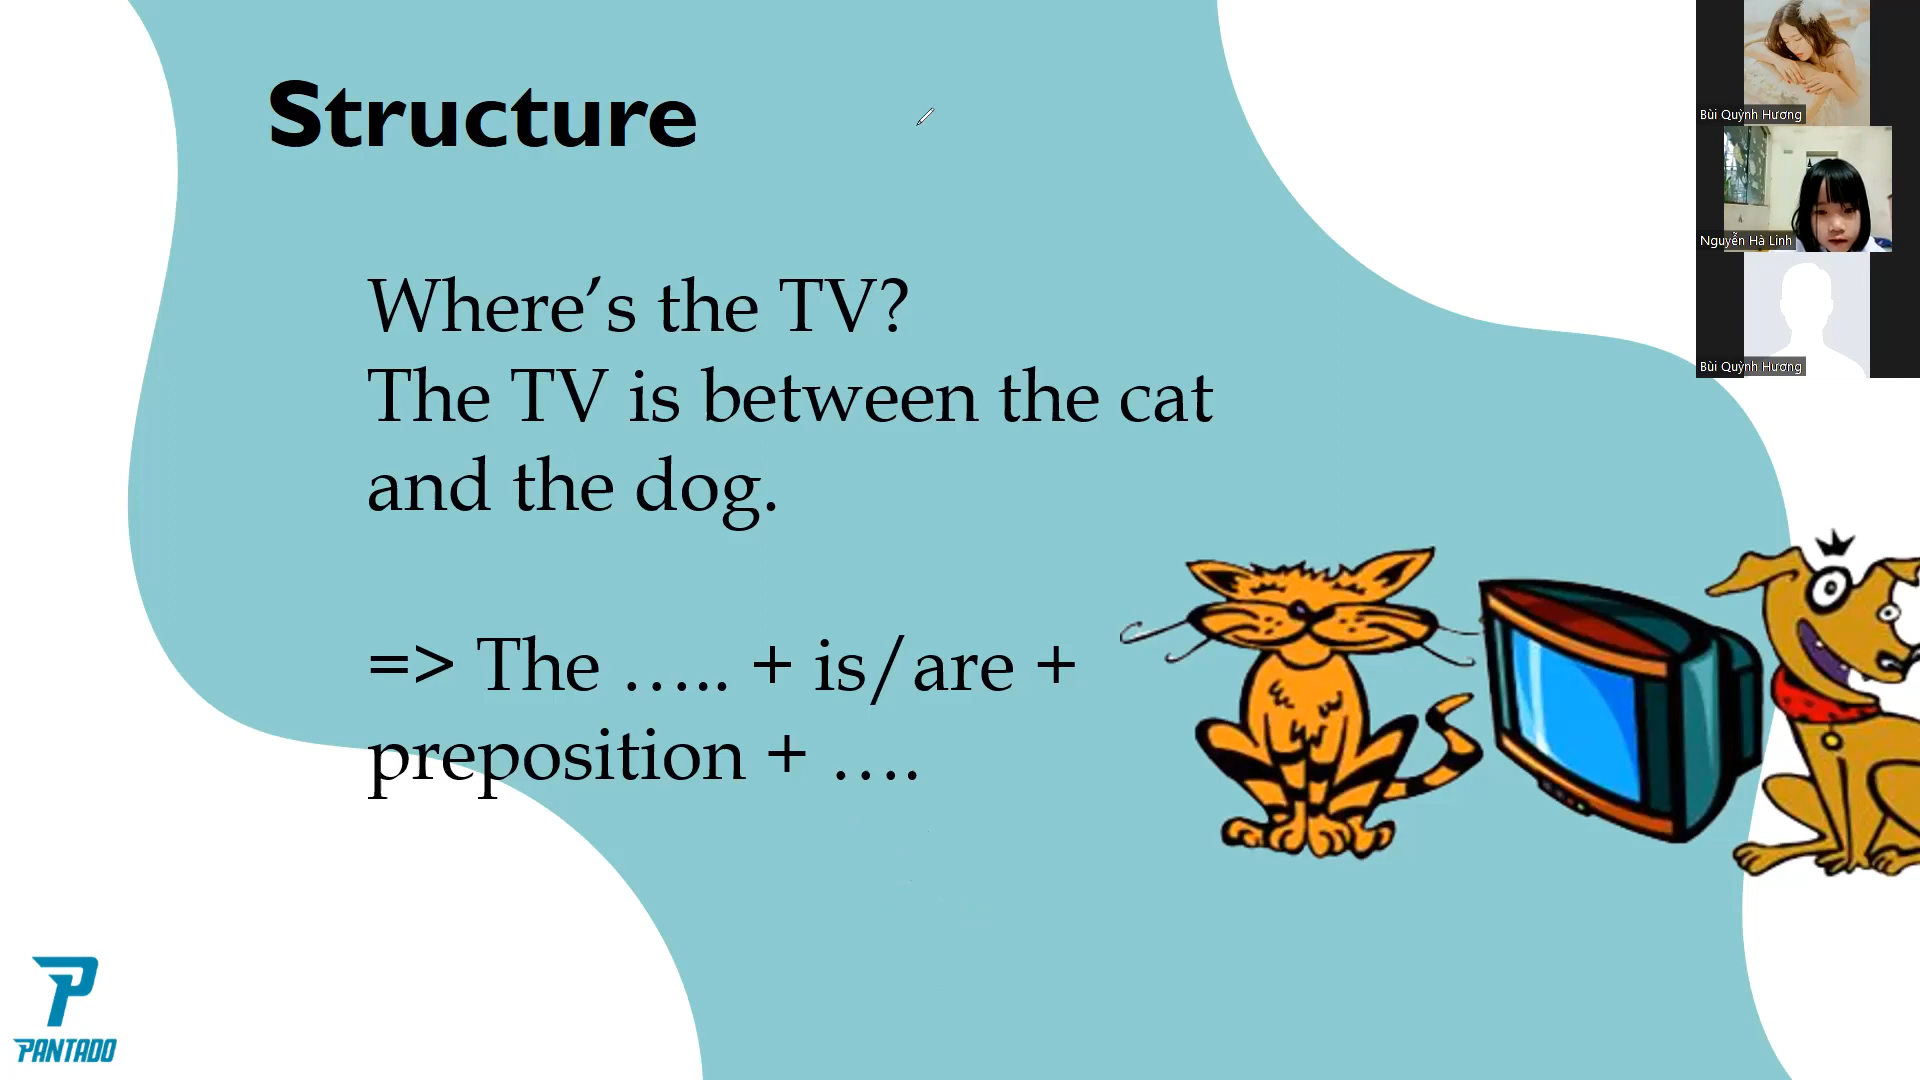 Structure
Where’s the TV?
The TV is between the cat
and the dog.
=> The ….. + is/are +
preposition + ….
Bùi Quỳnh Hương
Nguyễn Hà Linh
Bùi Quỳnh Hương
PANTADO